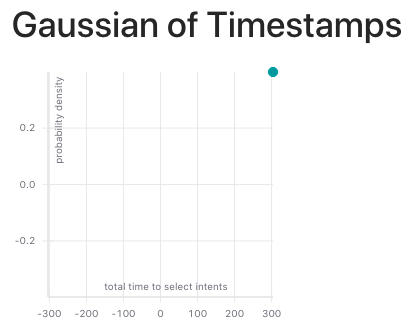 Gaussian of Timestamps
probability density
0.2
0.0
-0.2
total time to select intents
-300 -200 -100 0 100 200 300